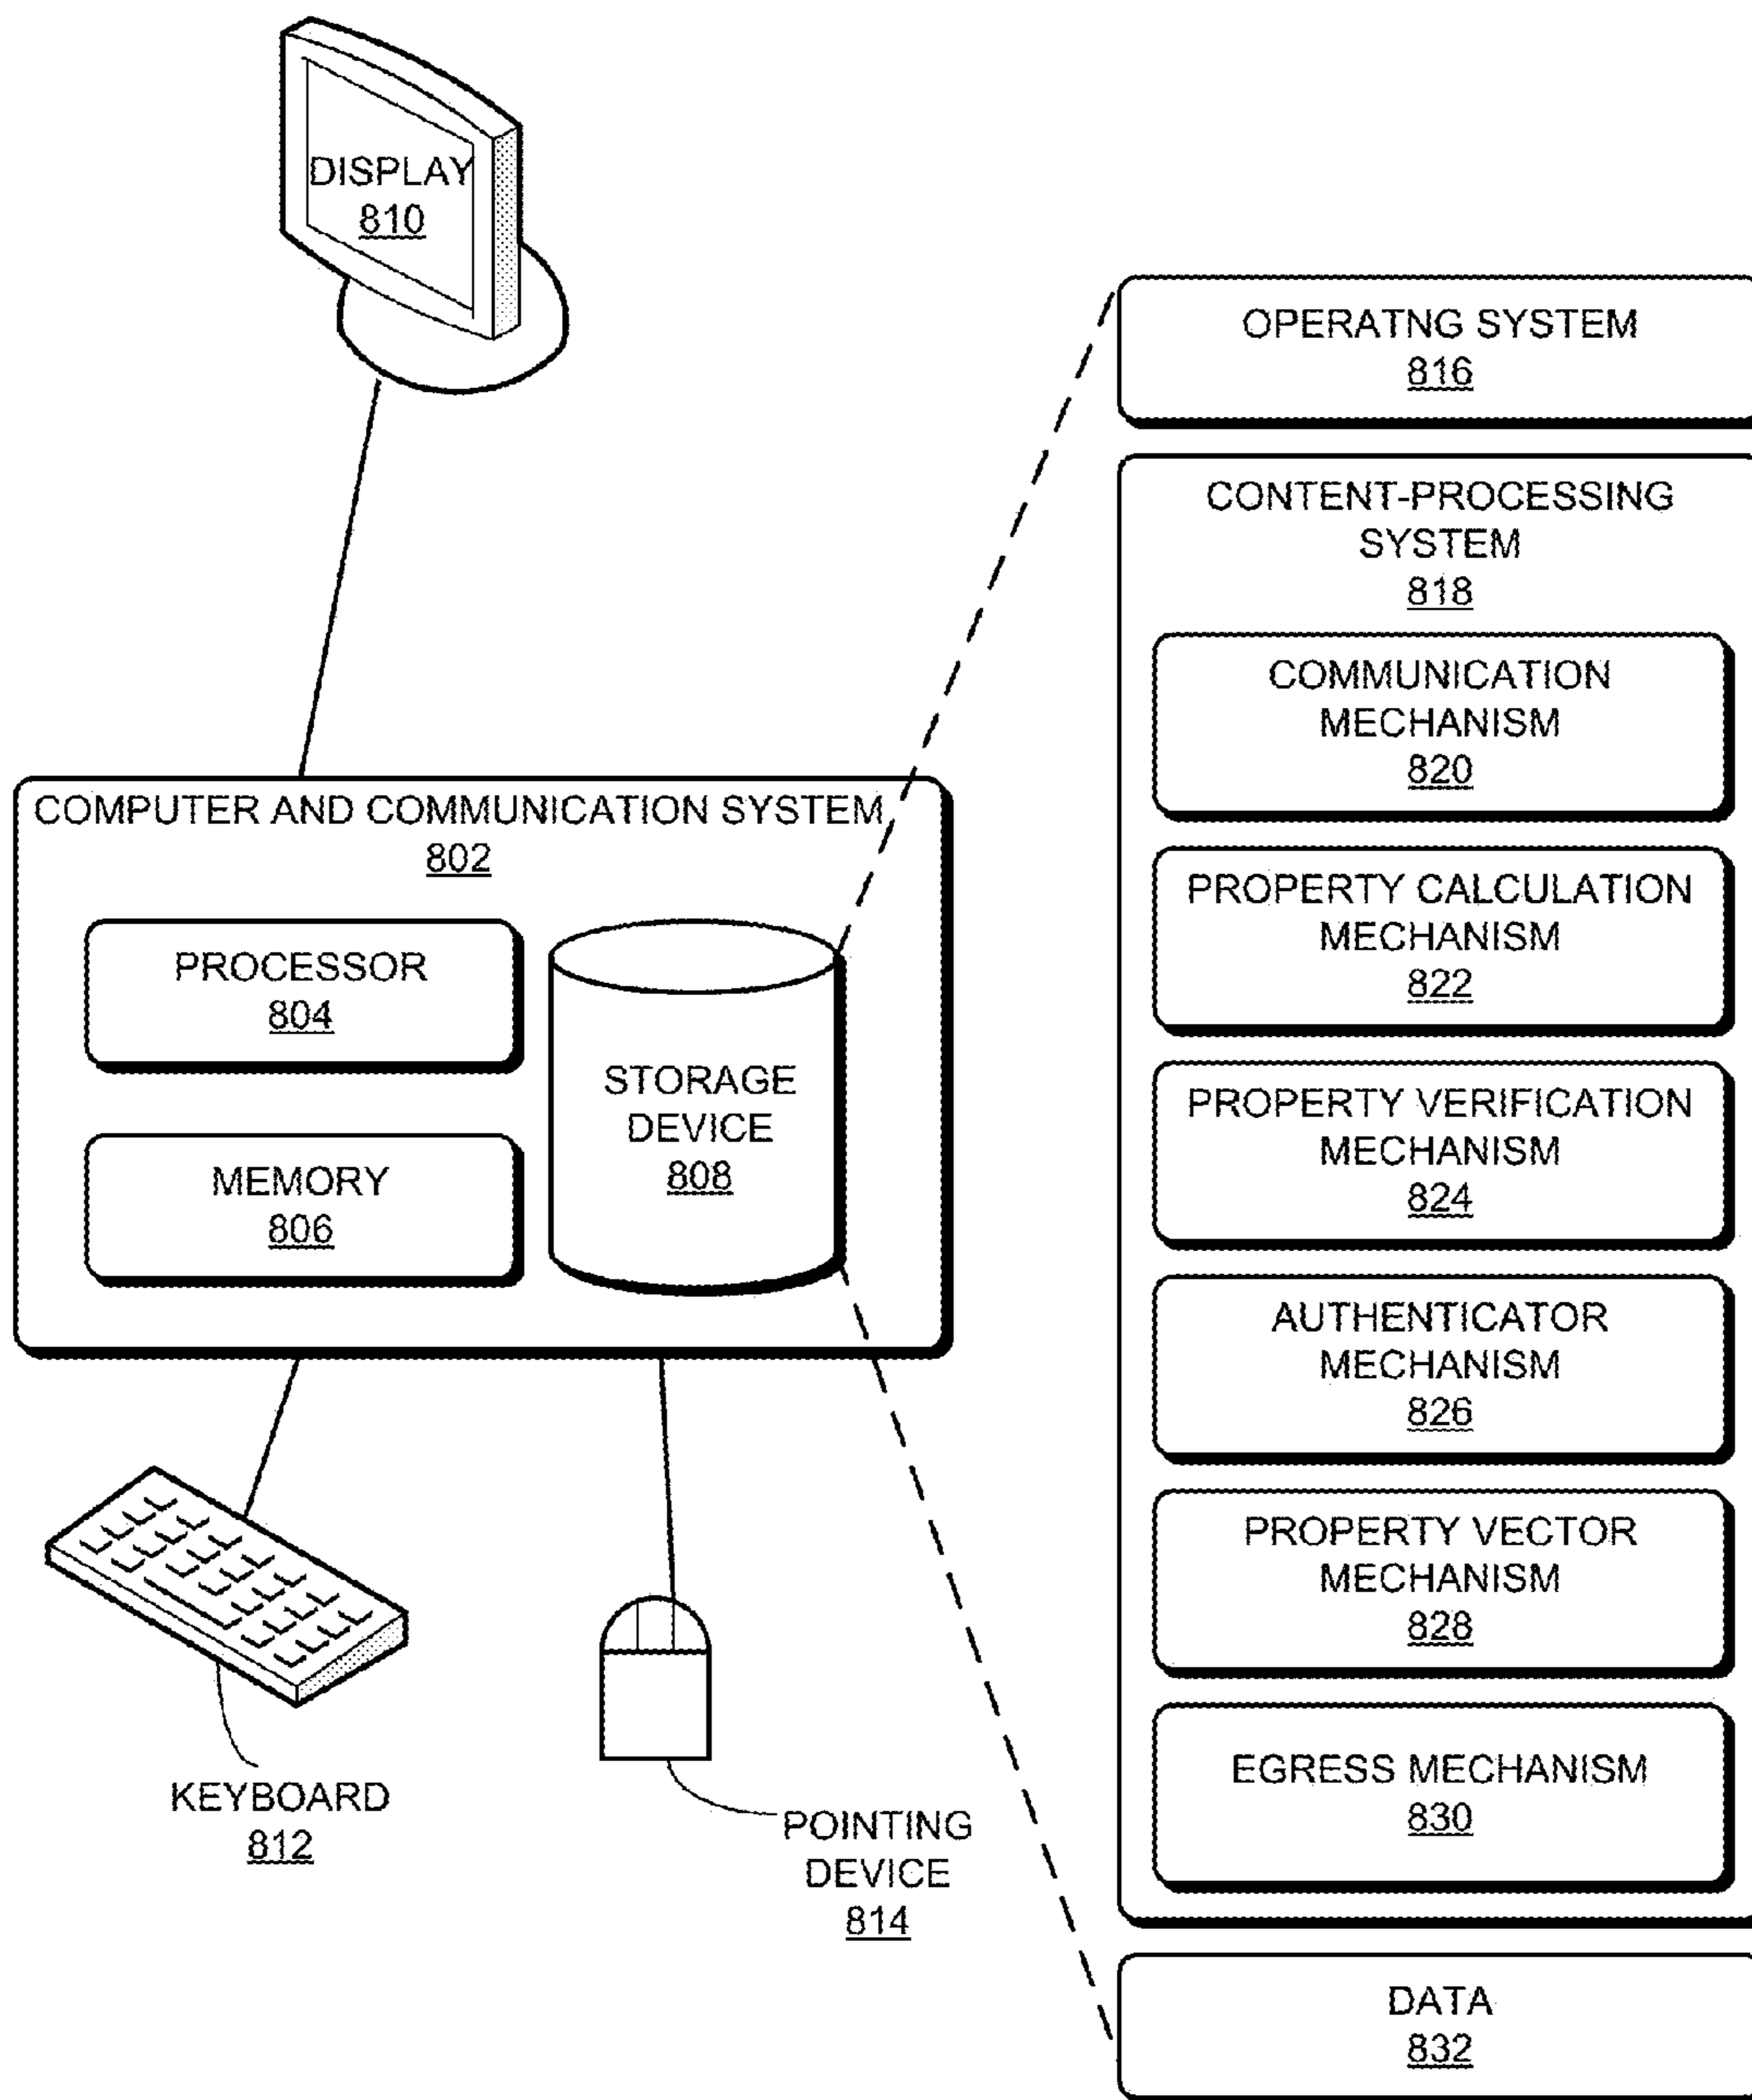 DISPLAY
810
COMPUTER AND COMMUNICATION SYSTEM
802
PROCESSOR
804
MEMORY
806
STORAGE
DEVICE
808
KEYBOARD
812
POINTING
DEVICE
814
OPERATNG SYSTEM
816
CONTENT-PROCESSING
SYSTEM
818
COMMUNICATION
MECHANISM
820
PROPERTY CALCULATION
MECHANISM
822
PROPERTY VERIFICATION
MECHANISM
824
AUTHENTICATOR
MECHANISM
826
PROPERTY VECTOR
MECHANISM
828
EGRESS MECHANISM
830
DATA
832